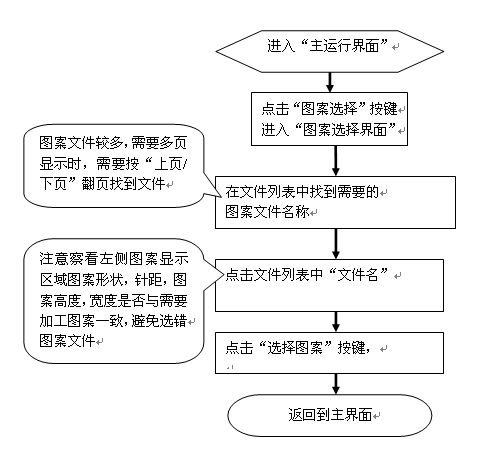 进入“主运行界面”
点击“图案选择”按键
进入“图案选择界面”
图案文件较多,需要多页
显示时，需要按“上页/
下页”翻页找到文件
在文件列表中找到需要的
图案文件名称
注意察看左侧图案显示
区域图案形状，针距，图
案高度，宽度是否与需要
加工图案一致,避免选错
图案文件
点击文件列表中“文件名”
点击“选择图案”按键，
返回到主界面